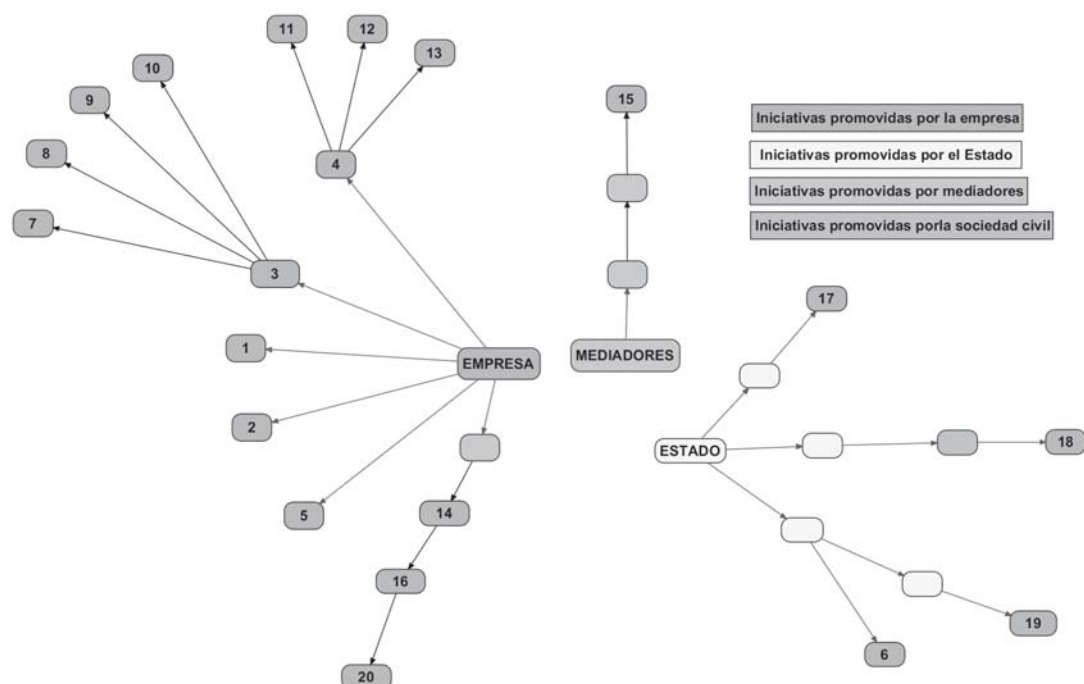 11
12
13
10
9
8
7
4
3
15
Iniciativas promovidas por la empresa
Iniciativas promovidas por el Estado
Iniciativas promovidas por mediadores
Iniciativas promovidas porla sociedad civil
1
EMPRESA
MEDIADORES
2
5
14
16
20
17
ESTADO
18
19
6